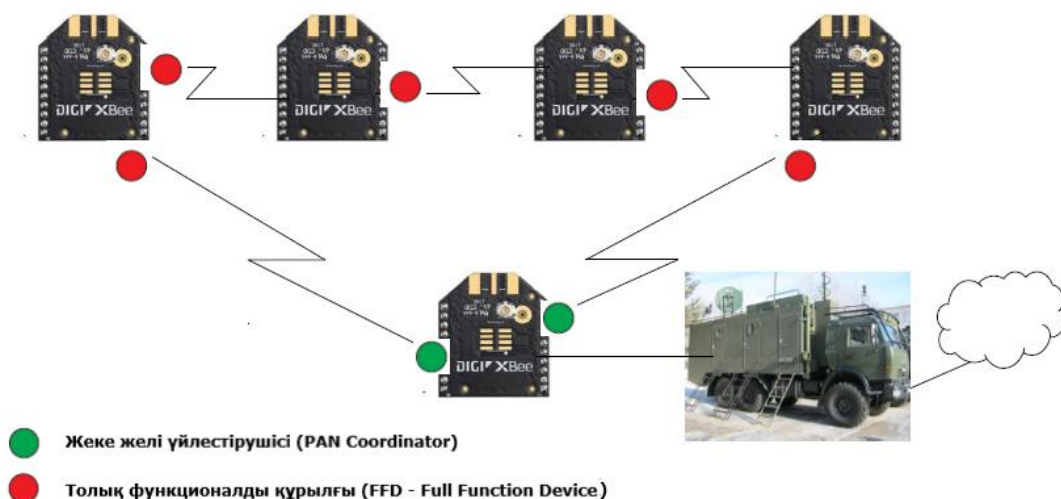 DIGI XBee
DIGI XBee
DIGI XBee
DIGI XBee
DIGI XBee
Жеке желі үйлестірушісі (PAN Coordinator)
Толық функционалды құрылғы (FFD - Full Function Device)